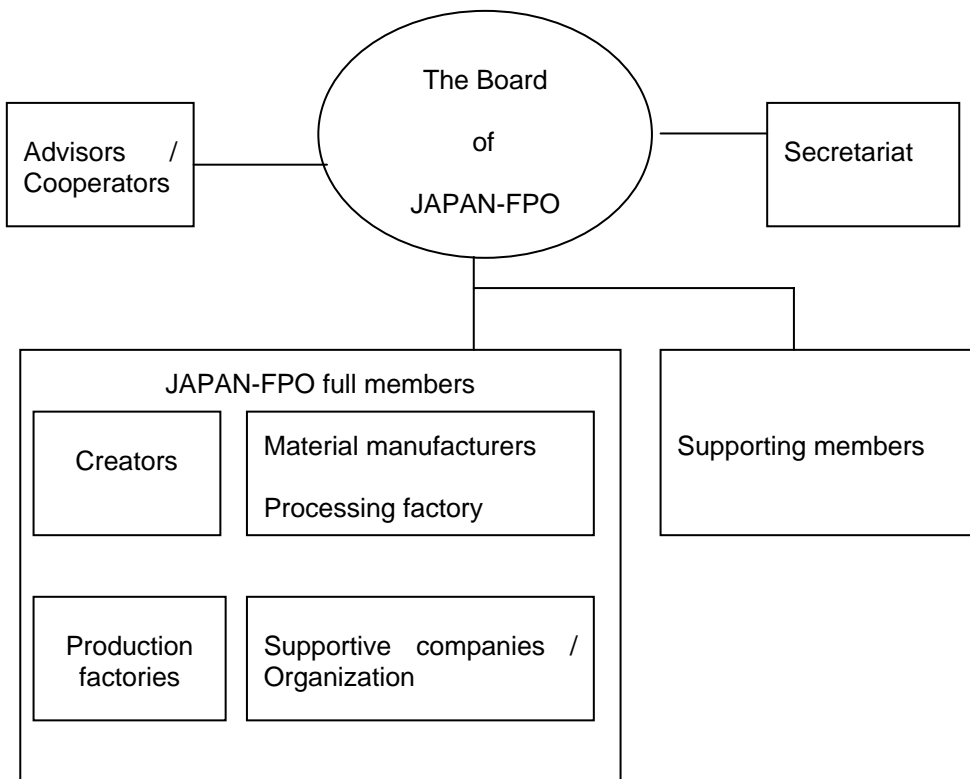 The Board
of
JAPAN-FPO
Advisors /
Cooperators
Secretariat
JAPAN-FPO full members
Creators
Material manufacturers
Processing factory
Production
factories
Supportive companies /
Organization
Supporting members